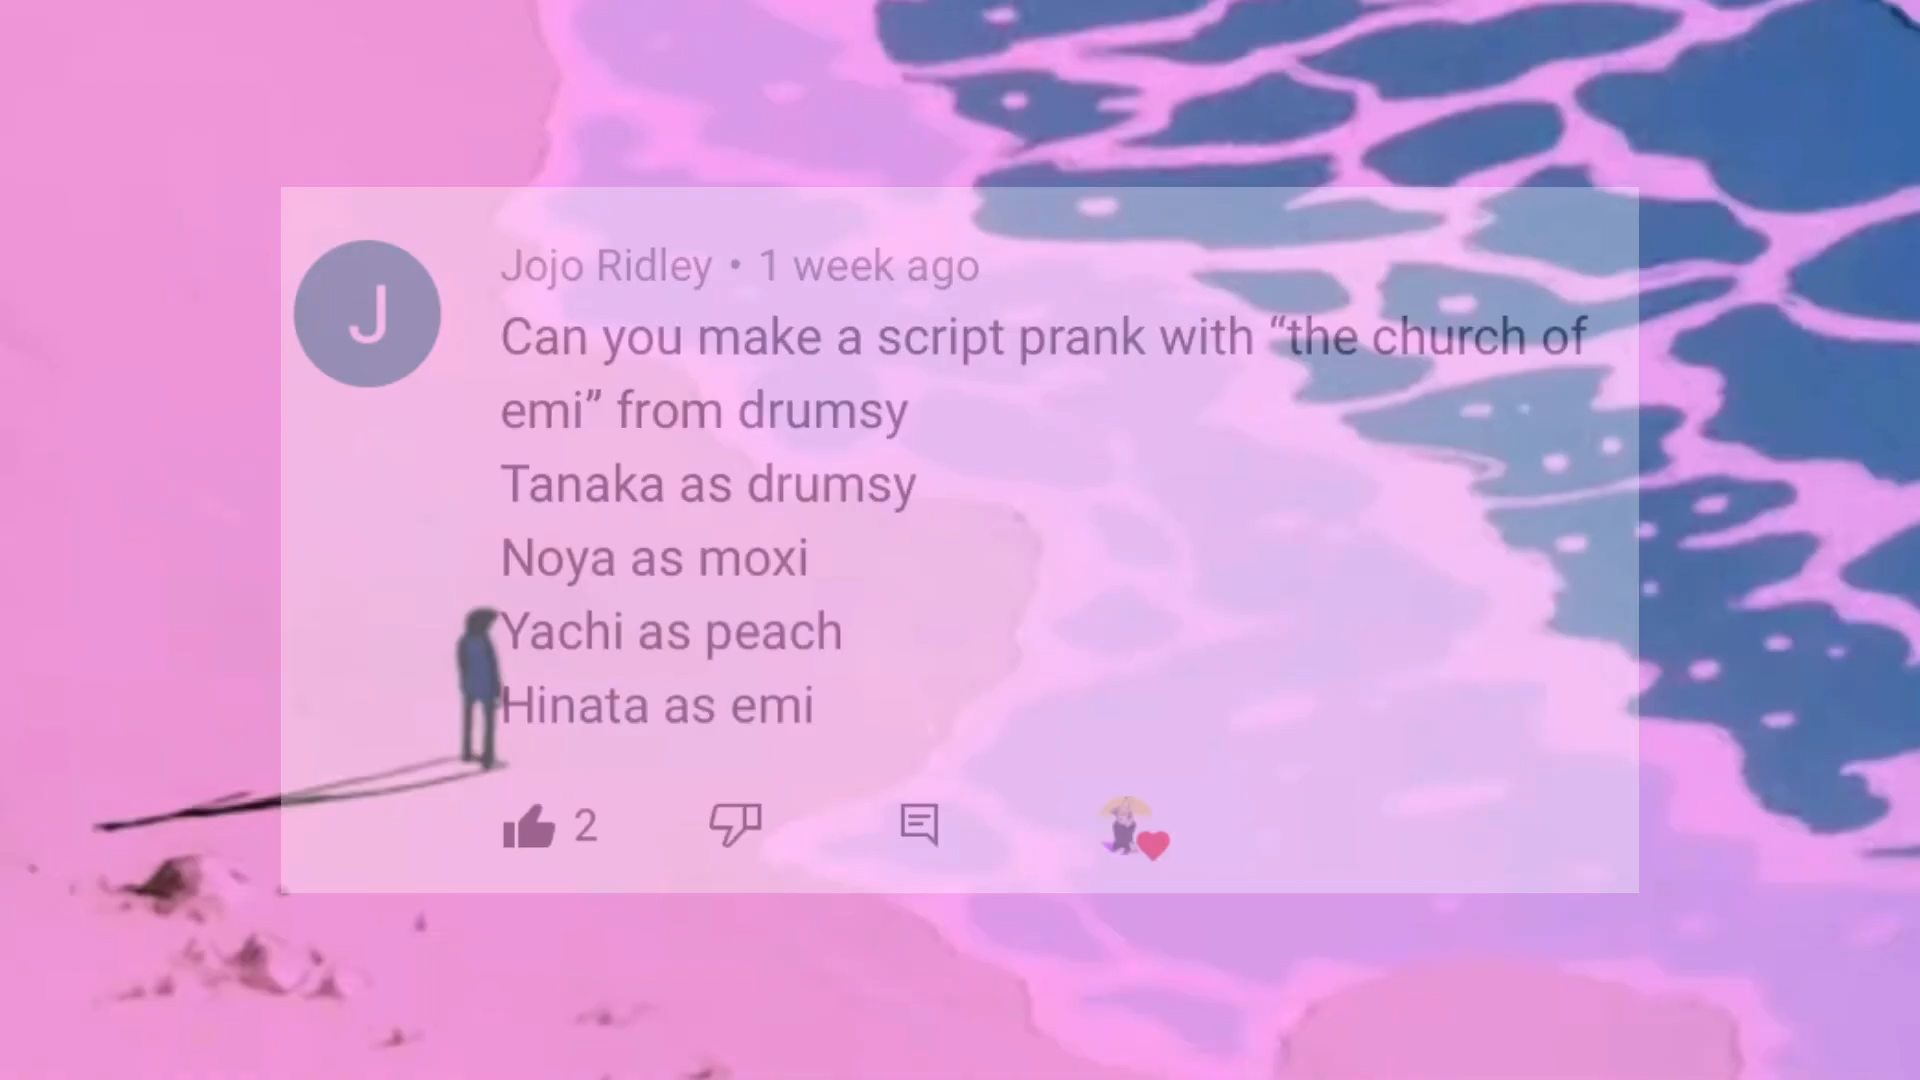 J
Jojo Ridley • 1 week ago
Can you make a script prank with “the church of
emi” from drumsy
Tanaka as drumsy
Noya as moxi
Yachi as peach
Hinata as emi
2